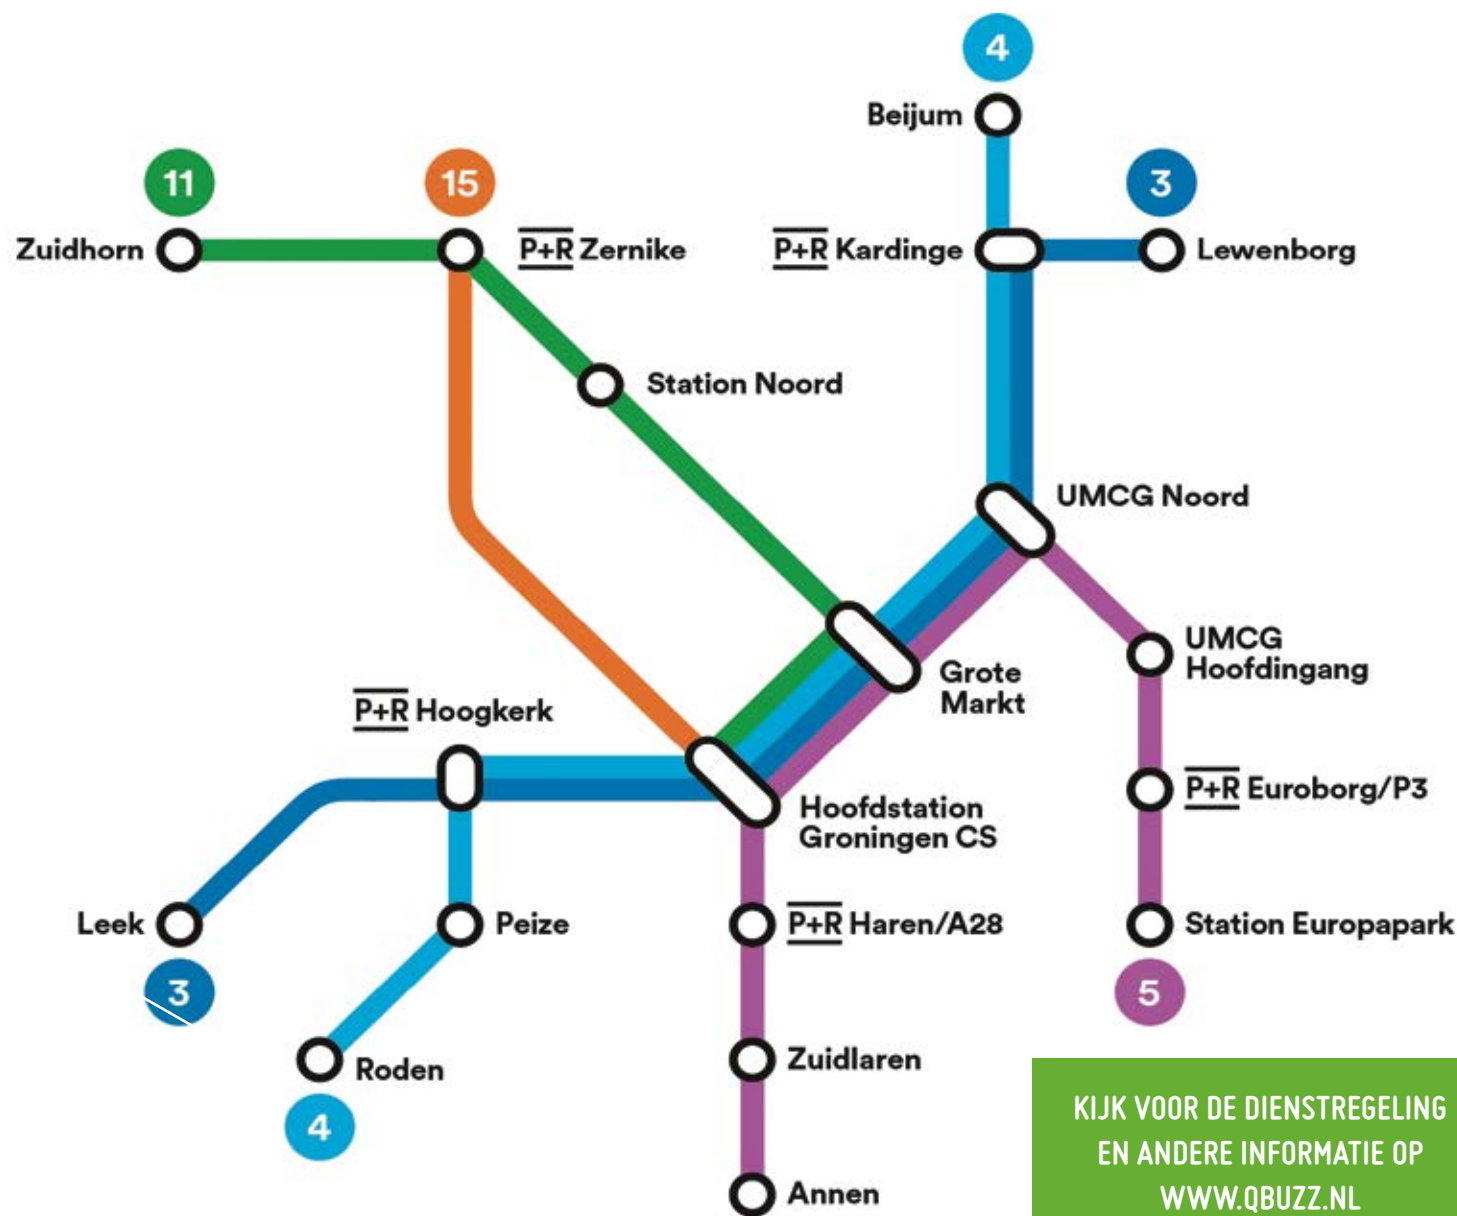 4
Beijum
11
15
3
Zuidhorn
P+R Zernike
P+R Kardinge
Lewenborg
Station Noord
UMCG Noord
UMCG
Hoofdingang
Grote
Markt
P+R Hoogkerk
P+R Euroborg/P3
Hoofdstation
Groningen CS
Leek
Peize
P+R Haren/A28
Station Europapark
3
5
Roden
Zuidlaren
4
Annen
KIJK VOOR DE DIENSTREGELING
EN ANDERE INFORMATIE OP
WWW.QBUZZ.NL